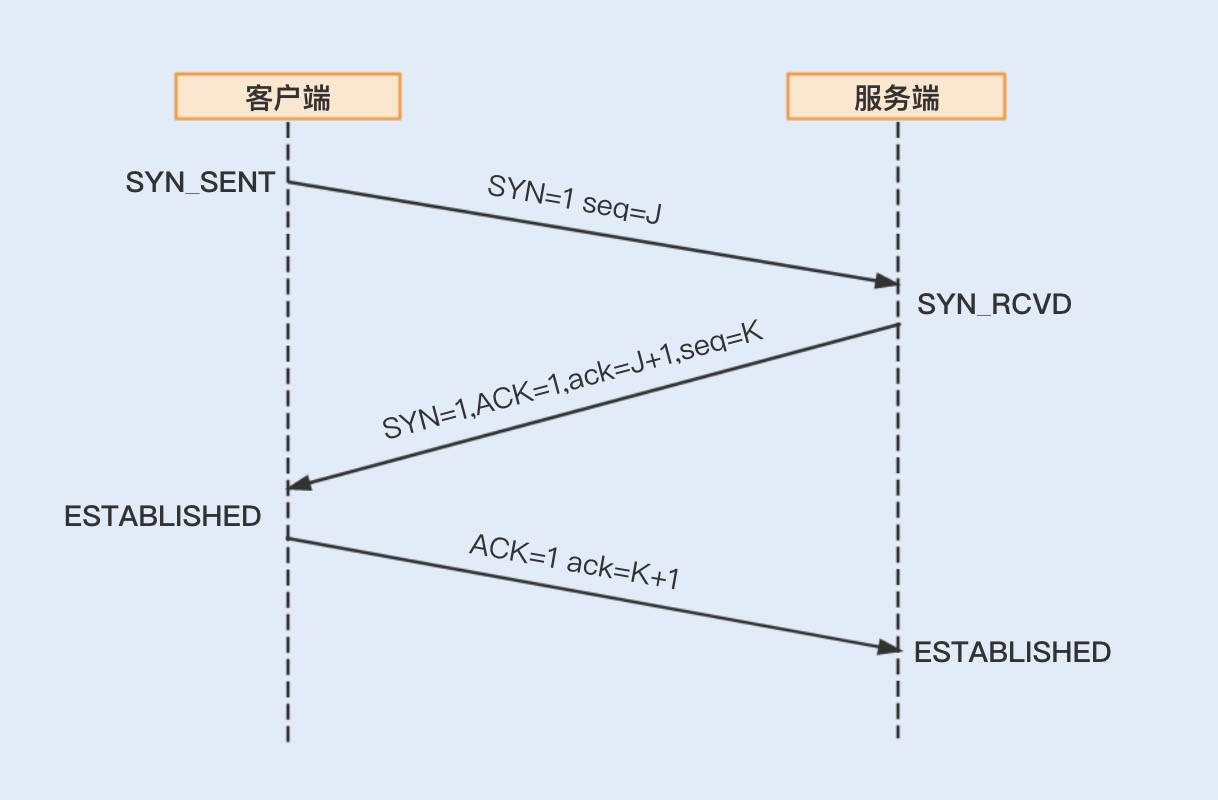 客户端
服务端
SYN_SENT
SYN=1 seq=J
SYN_RCVD
SYN=1,ACK=1,ack=J+1,seq=K
ESTABLISHED
ACK=1 ack=K+1
ESTABLISHED